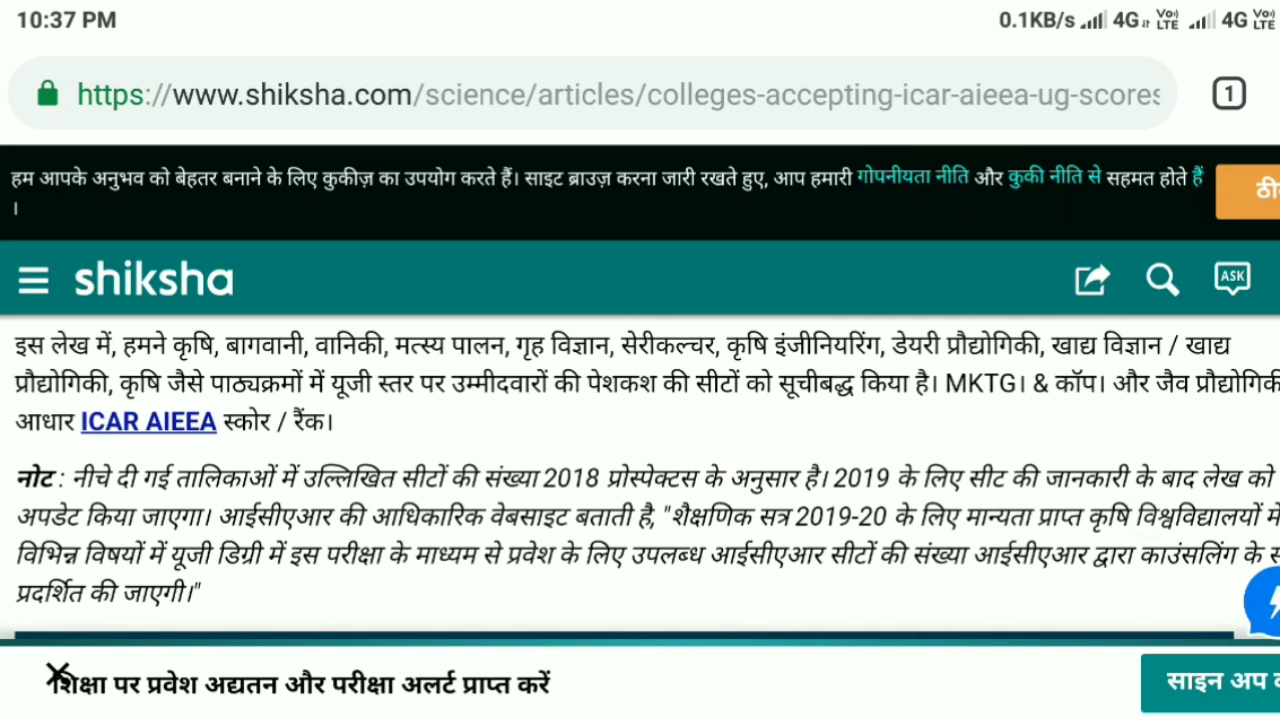 10:37 PM 0.1KB/s 4G VoLTE 4G VoLTE
https://www.shiksha.com/science/articles/colleges-accepting-icar-aieea-ug-scores 1
हम आपके अनुभव को बेहतर बनाने के लिए कुकीज़ का उपयोग करते हैं। साइट ब्राउज़ करना जारी रखते हुए, आप हमारी गोपनीयता नीति और कुकी नीति से सहमत होते हैं
।
shiksha ASK
इस लेख में, हमने कृषि, बागवानी, वानिकी, मत्स्य पालन, गृह विज्ञान, सेरीकल्चर, कृषि इंजीनियरिंग, डेयरी प्रौद्योगिकी, खाद्य विज्ञान / खाद्य
प्रौद्योगिकी, कृषि जैसे पाठ्यक्रमों में यूजी स्तर पर उम्मीदवारों की पेशकश की सीटों को सूचीबद्ध किया है। MKTG। & कॉप। और जैव
आधार ICAR AIEEA स्कोर / रैंक।
नोट : नीचे दी गई तालिकाओं में उल्लिखित सीटों की संख्या 2018 प्रोस्पेक्टस के अनुसार है। 2019 के लिए सीट की जानकारी के बाद लेख को
अपडेट किया जाएगा। आईसीएआर की आधिकारिक वेबसाइट बताती है, "शैक्षणिक सत्र 2019-20 के लिए मान्यता प्राप्त कृषि विश्वविद्यालयों
विभिन्न विषयों में यूजी डिग्री में इस परीक्षा के माध्यम से प्रवेश के लिए उपलब्ध आईसीएआर सीटों की संख्या आईसीएआर द्वारा काउंसलिंग के
प्रदर्शित की जाएगी।"
शिक्षा पर प्रवेश अद्यतन और परीक्षा अलर्ट प्राप्त करें
साइन अप